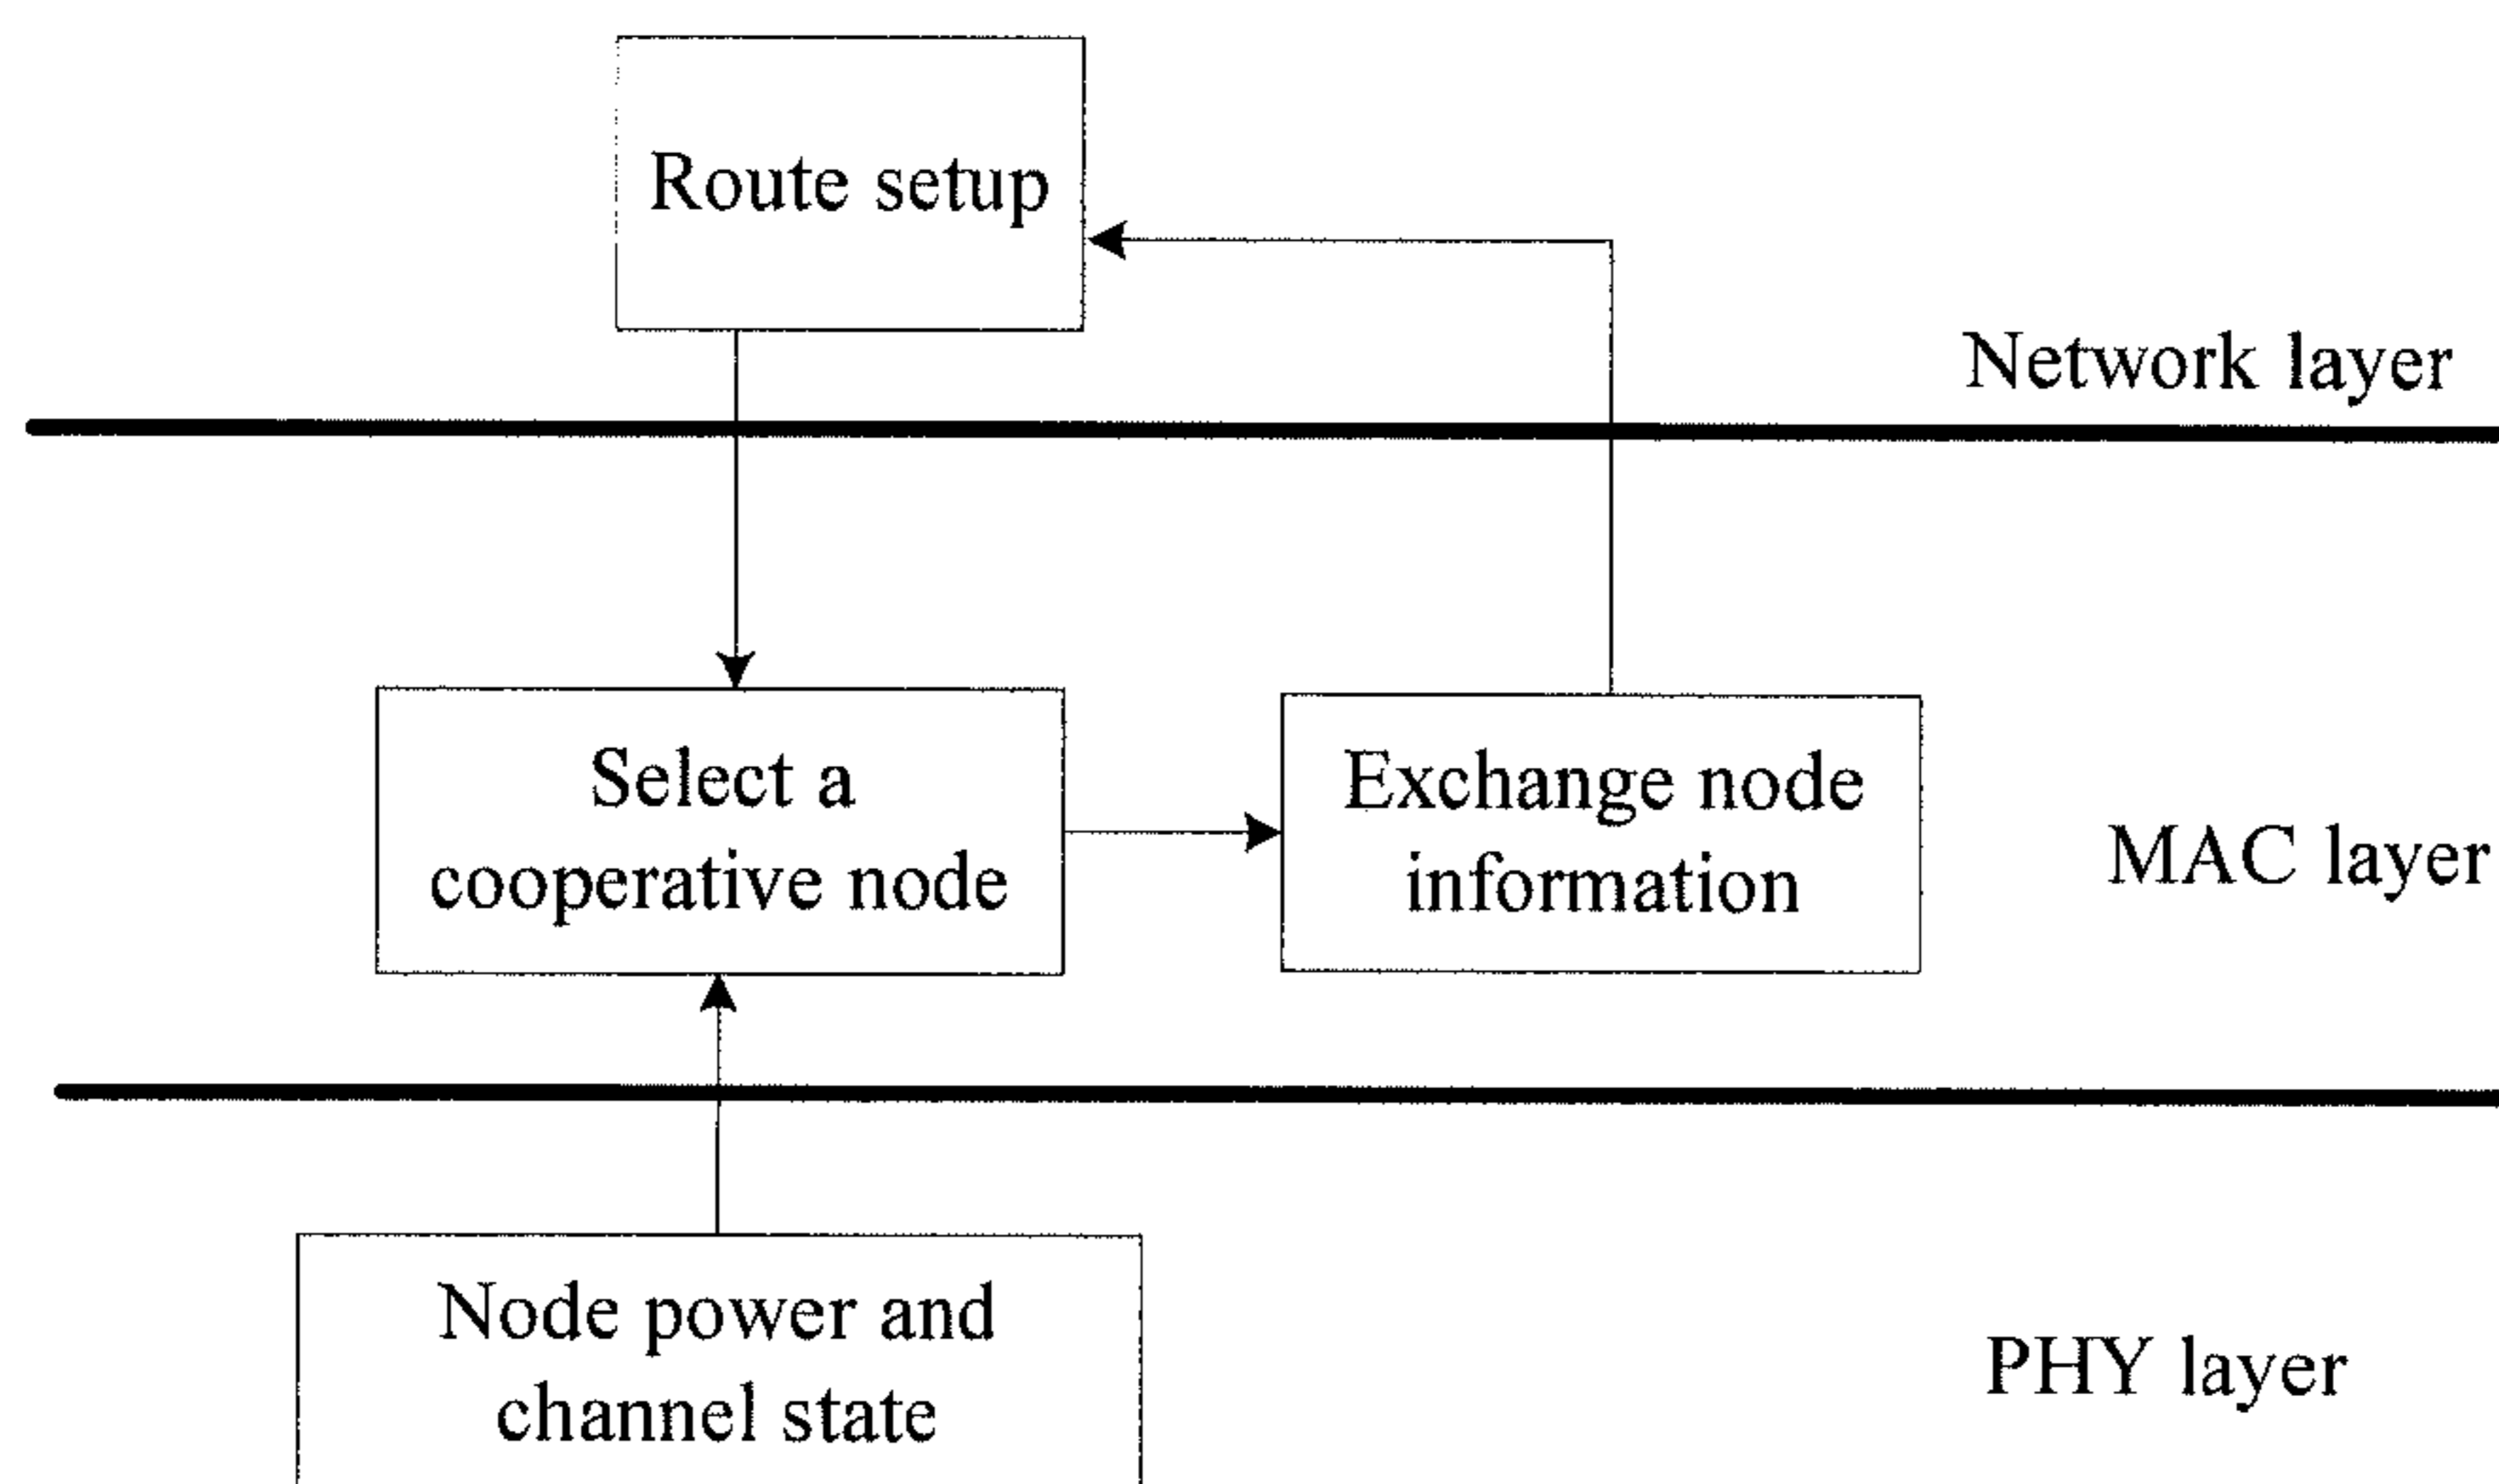 Route setup
Network layer
Select a
cooperative node
Exchange node
information
MAC layer
Node power and
channel state
PHY layer